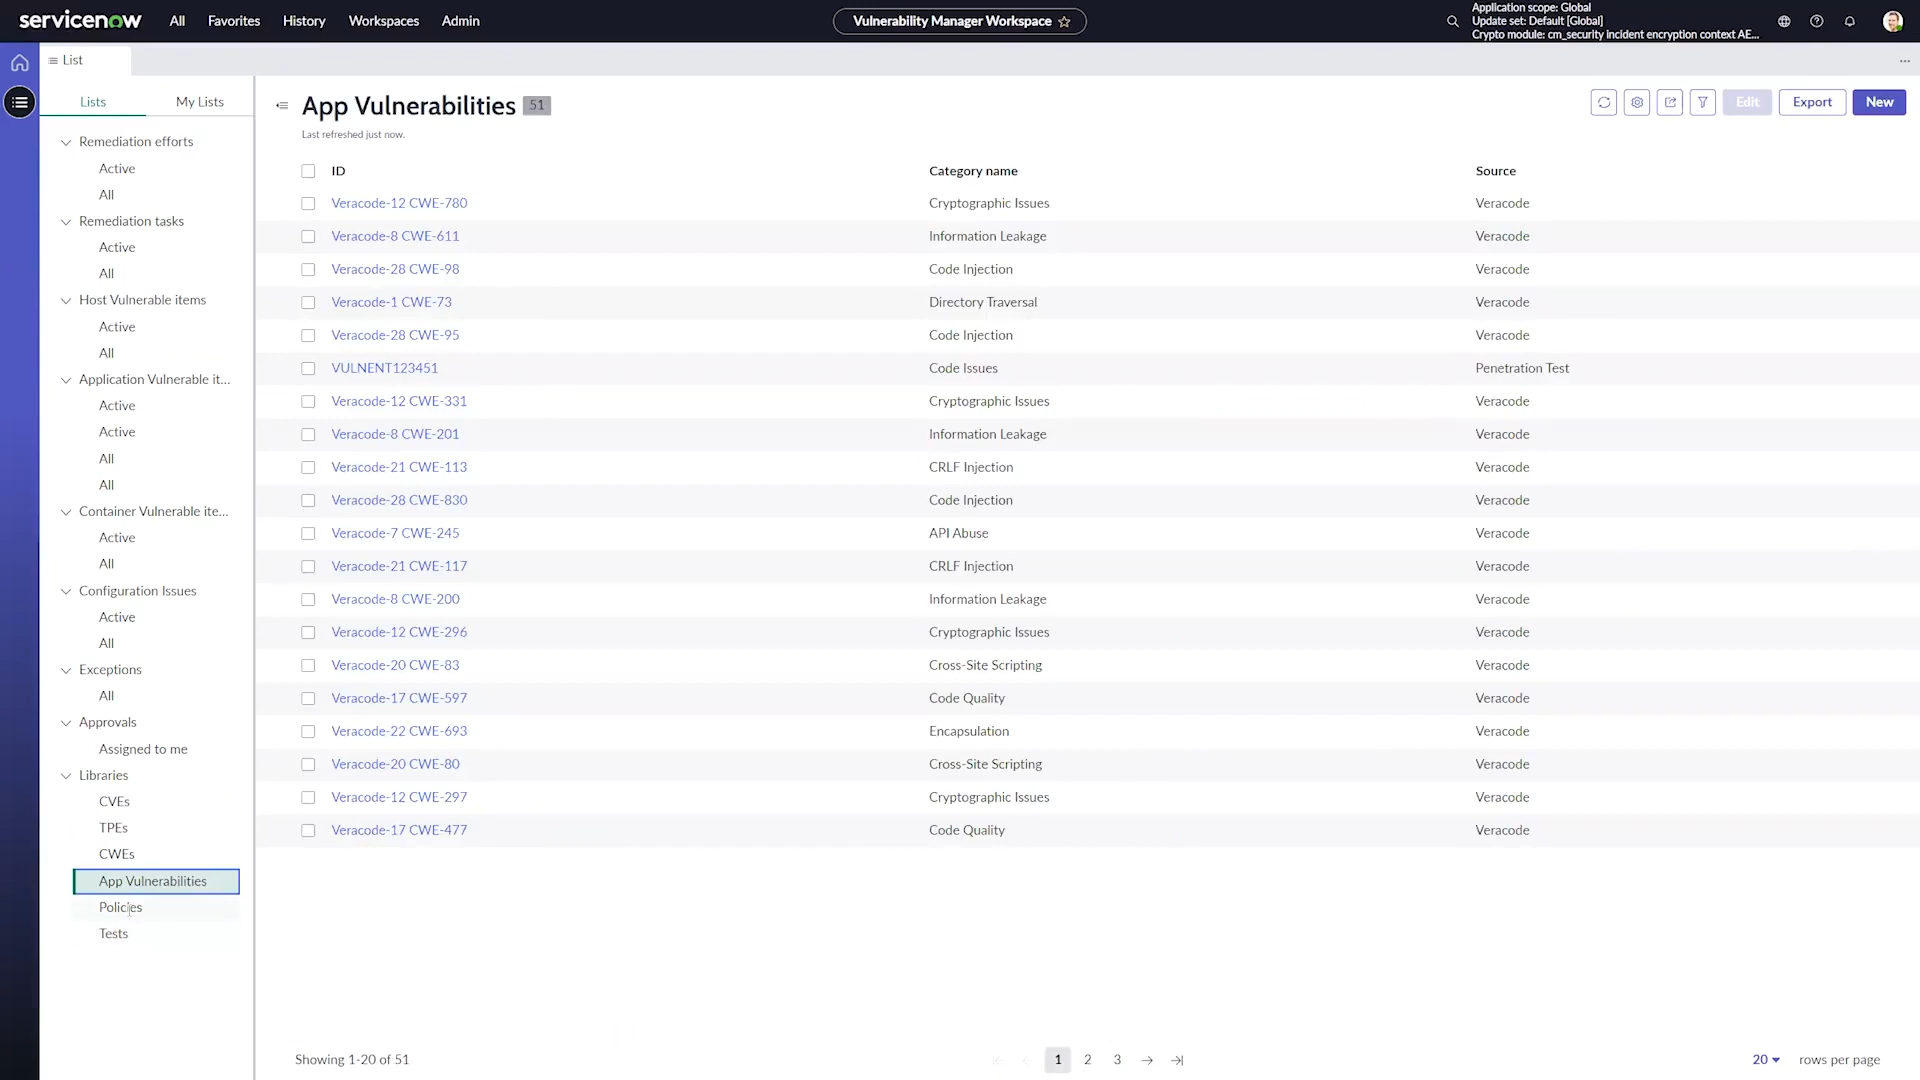 servicenow All Favorites History Workspaces Admin
Vulnerability Manager Workspace
Application scope: Global
Update set: Default [Global]
Crypto module: cm_security incident encryption context AE...
List
Lists My Lists
Remediation efforts
Active
All
Remediation tasks
Active
All
Host Vulnerable items
Active
All
Application Vulnerable it...
Active
Active
All
All
Container Vulnerable ite...
Active
All
Configuration Issues
Active
All
Exceptions
All
Approvals
Assigned to me
Libraries
CVEs
TPEs
CWEs
App Vulnerabilities
Policies
Tests
App Vulnerabilities 51
Last refreshed just now.
Edit Export New
ID Category name Source
Veracode-12 CWE-780 Cryptographic Issues Veracode
Veracode-8 CWE-611 Information Leakage Veracode
Veracode-28 CWE-98 Code Injection Veracode
Veracode-1 CWE-73 Directory Traversal Veracode
Veracode-28 CWE-95 Code Injection Veracode
VULNENT123451 Code Issues Penetration Test
Veracode-12 CWE-331 Cryptographic Issues Veracode
Veracode-8 CWE-201 Information Leakage Veracode
Veracode-21 CWE-113 CRLF Injection Veracode
Veracode-28 CWE-830 Code Injection Veracode
Veracode-7 CWE-245 API Abuse Veracode
Veracode-21 CWE-117 CRLF Injection Veracode
Veracode-8 CWE-200 Information Leakage Veracode
Veracode-12 CWE-296 Cryptographic Issues Veracode
Veracode-20 CWE-83 Cross-Site Scripting Veracode
Veracode-17 CWE-597 Code Quality Veracode
Veracode-22 CWE-693 Encapsulation Veracode
Veracode-20 CWE-80 Cross-Site Scripting Veracode
Veracode-12 CWE-297 Cryptographic Issues Veracode
Veracode-17 CWE-477 Code Quality Veracode
Showing 1-20 of 51 1 2 3 20 rows per page